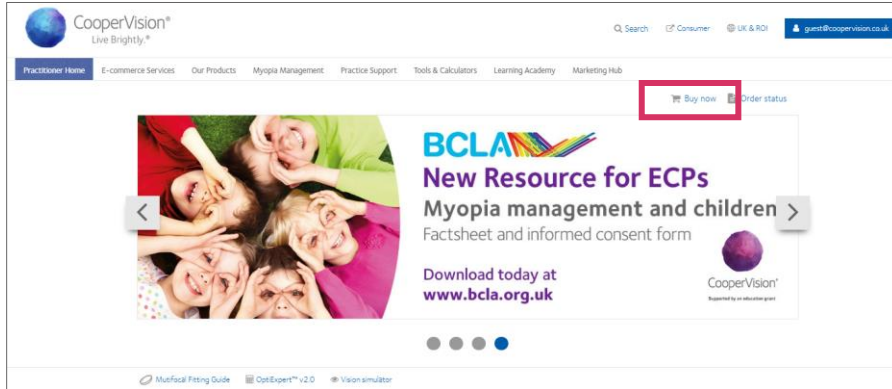 CooperVision®
Live Brightly.®
Search Consumer UK & ROI guest@coopervision.co.uk
Practitioner Home E-commerce Services Our Products Myopia Management Practice Support Tools & Calculators Learning Academy Marketing Hub
Buy now Order status
BCLA
New Resource for ECPs
Myopia management and children
Factsheet and informed consent form
Download today at
www.bcla.org.uk
CooperVision®
Supported by an education grant
Multifocal Fitting Guide OptiExpert™ v2.0 Vision simulator